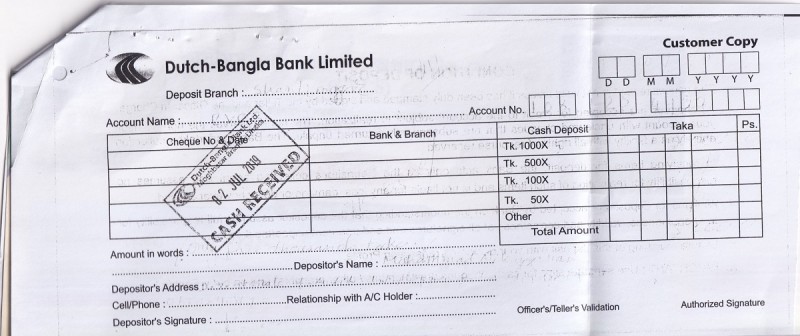 Customer Copy
Dutch-Bangla Bank Limited
D D M M Y Y Y Y
Deposit Branch :
Account Name :
Account No.
Cheque No & Date Bank & Branch Cash Deposit Taka Ps.
Tk. 1000X
Tk. 500X
Tk. 100X
Tk. 50X
Other
Total Amount
Dutch-Bangla Bank Ltd.
02 JUL 2010
CASH RECEIVED
Amount in words :
Depositor's Name :
Depositor's Address :
Cell/Phone : Relationship with A/C Holder :
Depositor's Signature :
Officer's/Teller's Validation Authorized Signature